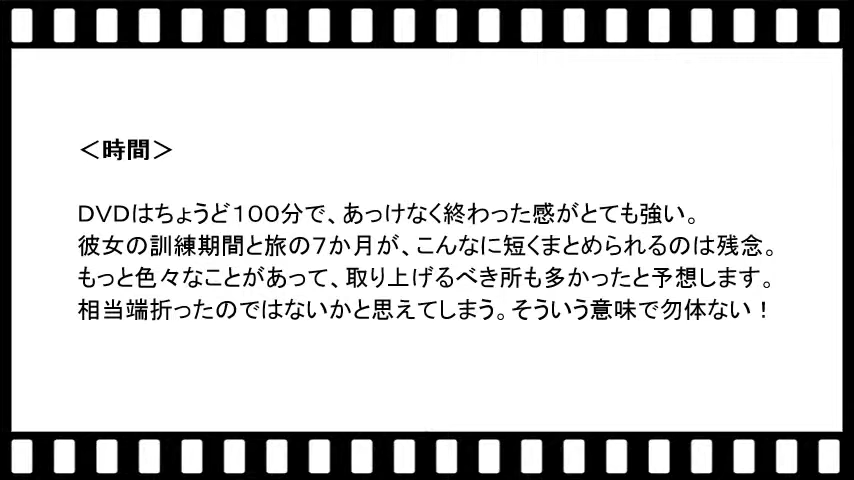 ＜時間＞
DVDはちょうど１００分で、あっけなく終わった感がとても強い。
彼女の訓練期間と旅の７か月が、こんなに短くまとめられるのは残念。
もっと色々なことがあって、取り上げるべき所も多かったと予想します。
相当端折ったのではないかと思えてしまう。そういう意味で勿体ない！